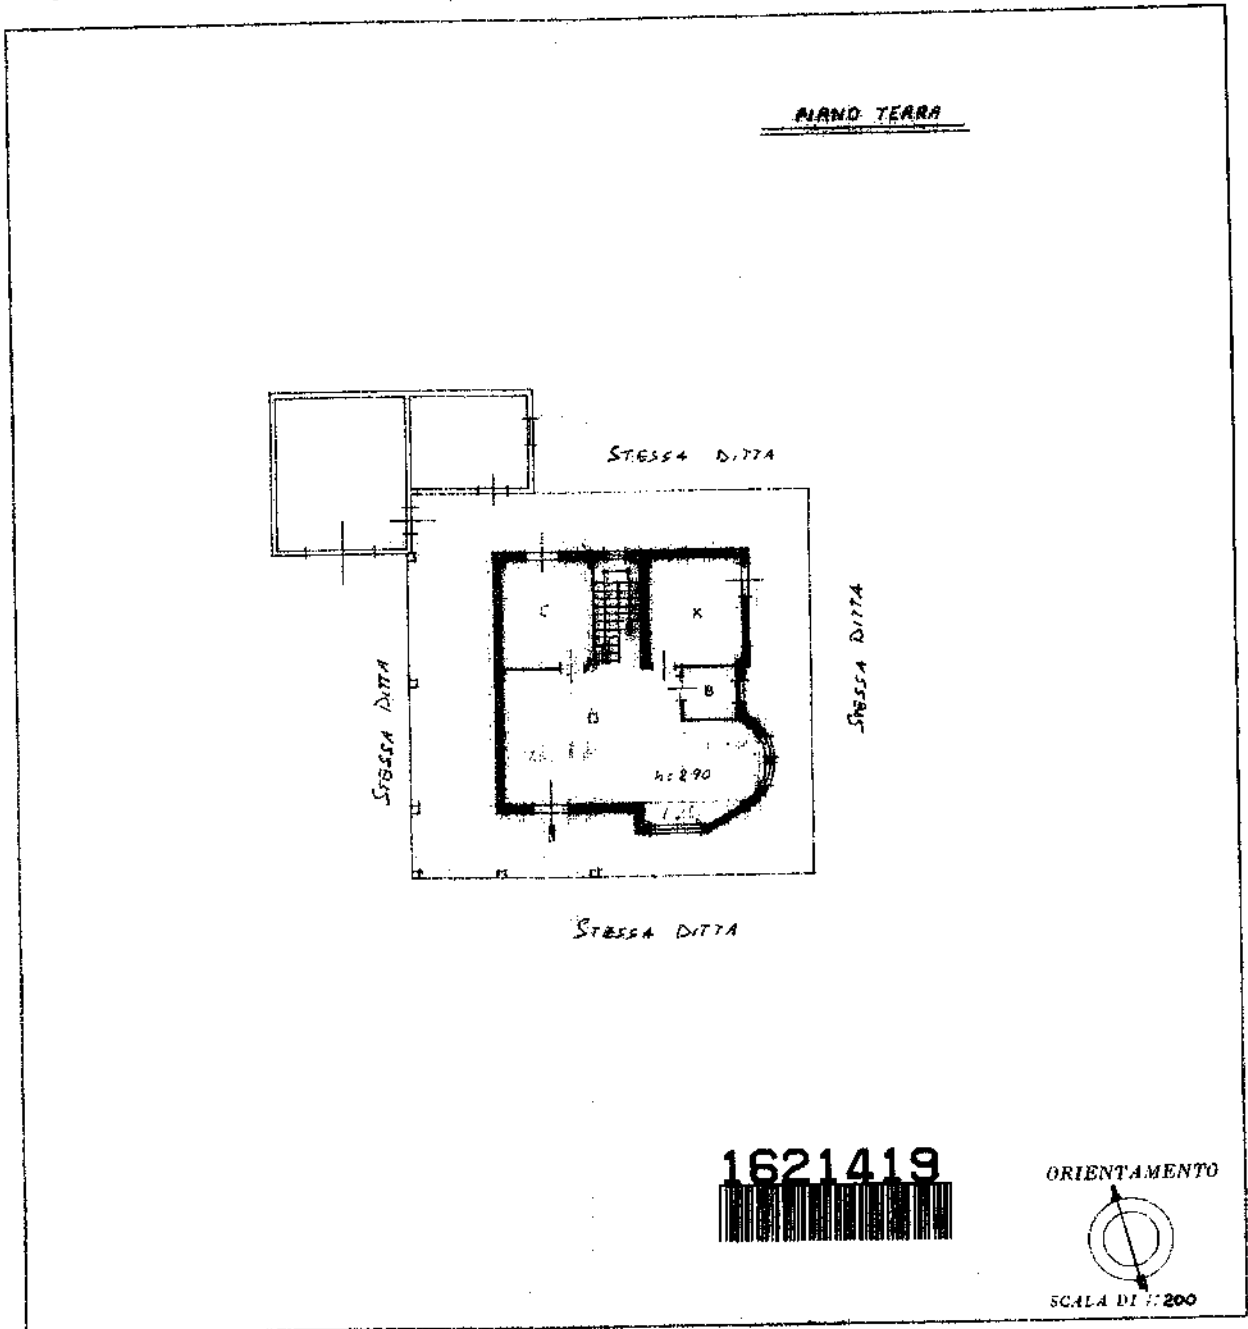 PIANO TERRA
STESSA DITTA
C
K
STESSA DITTA
STESSA DITTA
B
D
h=2.90
STESSA DITTA
1621419
ORIENTAMENTO
SCALA DI 1:200